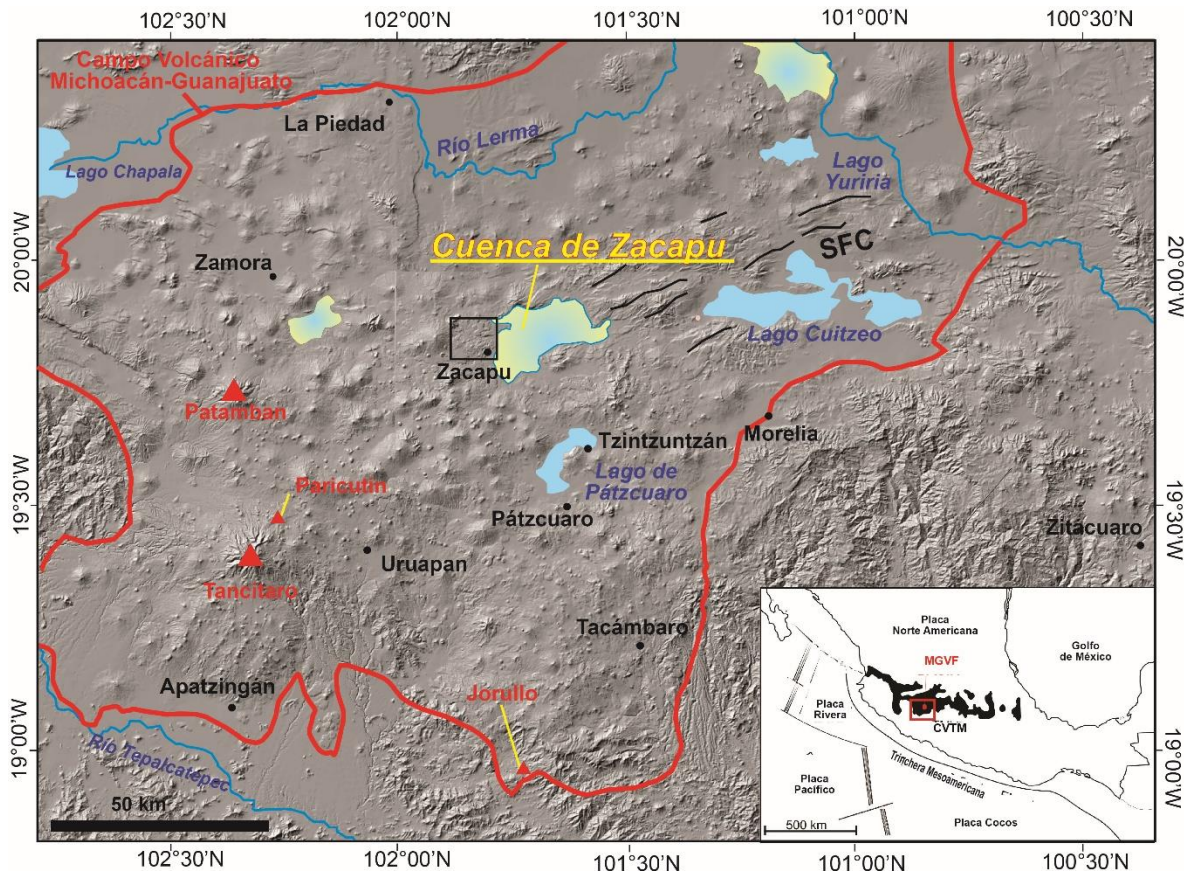 102°30'W
102°00'W
101°30'W
101°00'W
100°30'W
Campo Volcánico
Michoacán-Guanajuato
La Piedad
Río Lerma
Lago Chapala
Lago
Yuriria
20°00'W
Zamora
Cuenca de Zacapu
SFC
20°00'W
Lago Cuitzeo
Zacapu
Patamban
Morelia
Tzintzuntzán
Lago de
Pátzcuaro
Paricutin
19°30'W
Pátzcuaro
19°30'W
Zitácuaro
Uruapan
Tancítaro
Tacámbaro
Apatzingán
Jorullo
19°00'W
Río Tepalcatepec
19°00'W
50 km
Placa
Norte Americana
Golfo
de México
MGVF
Placa
Rivera
CVTM
Trinchera Mesoamericana
Placa
Pacífico
Placa Cocos
500 km
102°30'W
102°00'W
101°30'W
101°00'W
100°30'W